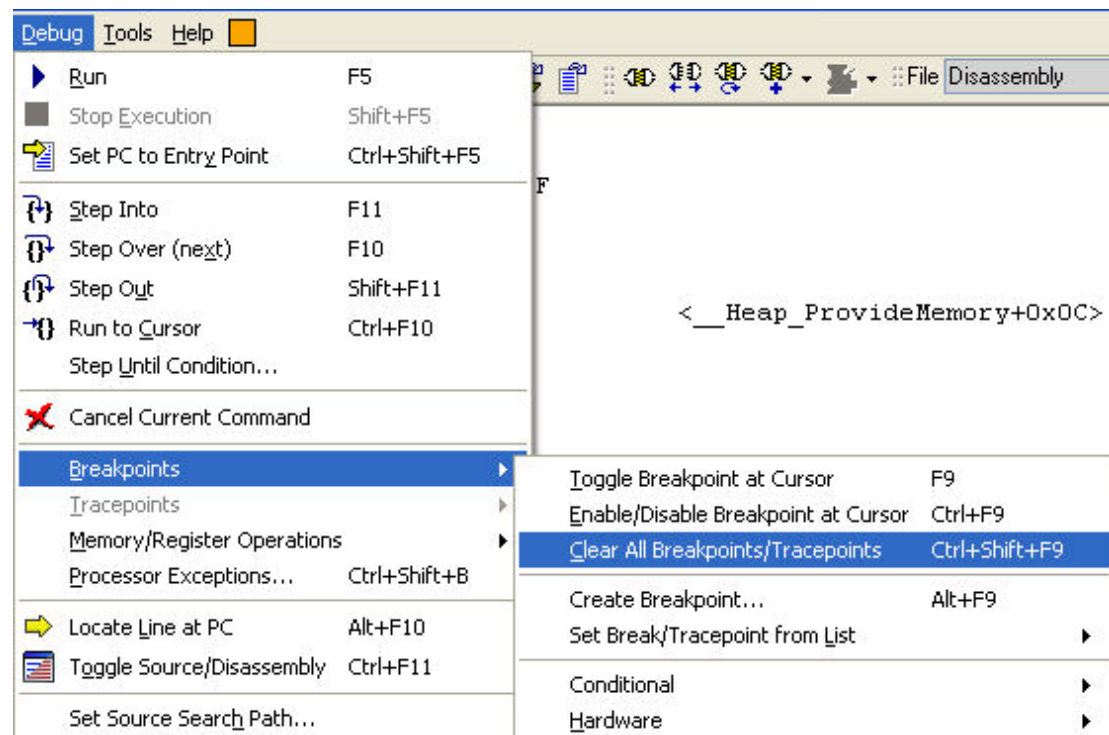 Debug Tools Help
File Disassembly
Run F5
Stop Execution Shift+F5
Set PC to Entry Point Ctrl+Shift+F5
F
Step Into F11
Step Over (next) F10
Step Out Shift+F11
<__Heap_ProvideMemory+0x0C>
Run to Cursor Ctrl+F10
Step Until Condition...
Cancel Current Command
Breakpoints
Tracepoints
Memory/Register Operations
Processor Exceptions... Ctrl+Shift+B
Locate Line at PC Alt+F10
Toggle Source/Disassembly Ctrl+F11
Set Source Search Path...
Toggle Breakpoint at Cursor F9
Enable/Disable Breakpoint at Cursor Ctrl+F9
Clear All Breakpoints/Tracepoints Ctrl+Shift+F9
Create Breakpoint... Alt+F9
Set Break/Tracepoint from List
Conditional
Hardware